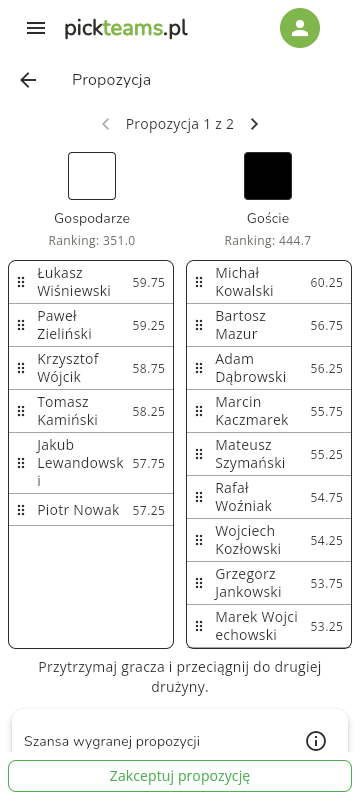 pickteams.pl
Propozycja
Propozycja 1 z 2
Gospodarze
Ranking: 351.0
Goście
Ranking: 444.7
Łukasz
Wiśniewski
59.75
Paweł
Zieliński
59.25
Krzysztof
Wójcik
58.75
Tomasz
Kamiński
58.25
Jakub
Lewandowsk
i
57.75
Piotr Nowak 57.25
Michał
Kowalski
60.25
Bartosz
Mazur
56.75
Adam
Dąbrowski
56.25
Marcin
Kaczmarek
55.75
Mateusz
Szymański
55.25
Rafał
Woźniak
54.75
Wojciech
Kozłowski
54.25
Grzegorz
Jankowski
53.75
Marek Wojci
echowski
53.25
Przytrzymaj gracza i przeciągnij do drugiej
drużyny.
Szansa wygranej propozycji
Zakceptuj propozycję